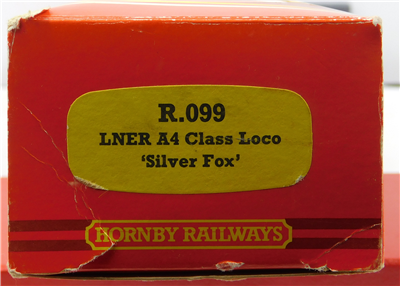 R.099
LNER A4 Class Loco
'Silver Fox'
HORNBY RAILWAYS